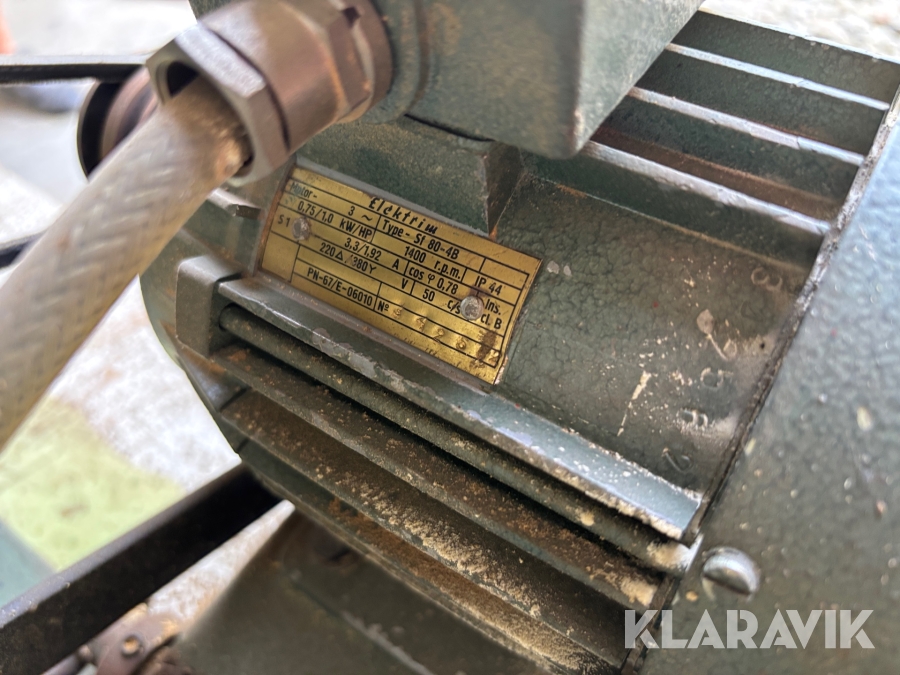 Elektrim
Motor- 3 ~ Type- Sf 80-4B
S1 0.75/1,0 kW/HP 1400 r.p.m. IP 44
3,3/1,92 A cos φ 0.78 Ins.
220 Δ/380Y V 50 c/s cl. B
PN-67/E-06010 Nº
KLARAVIK